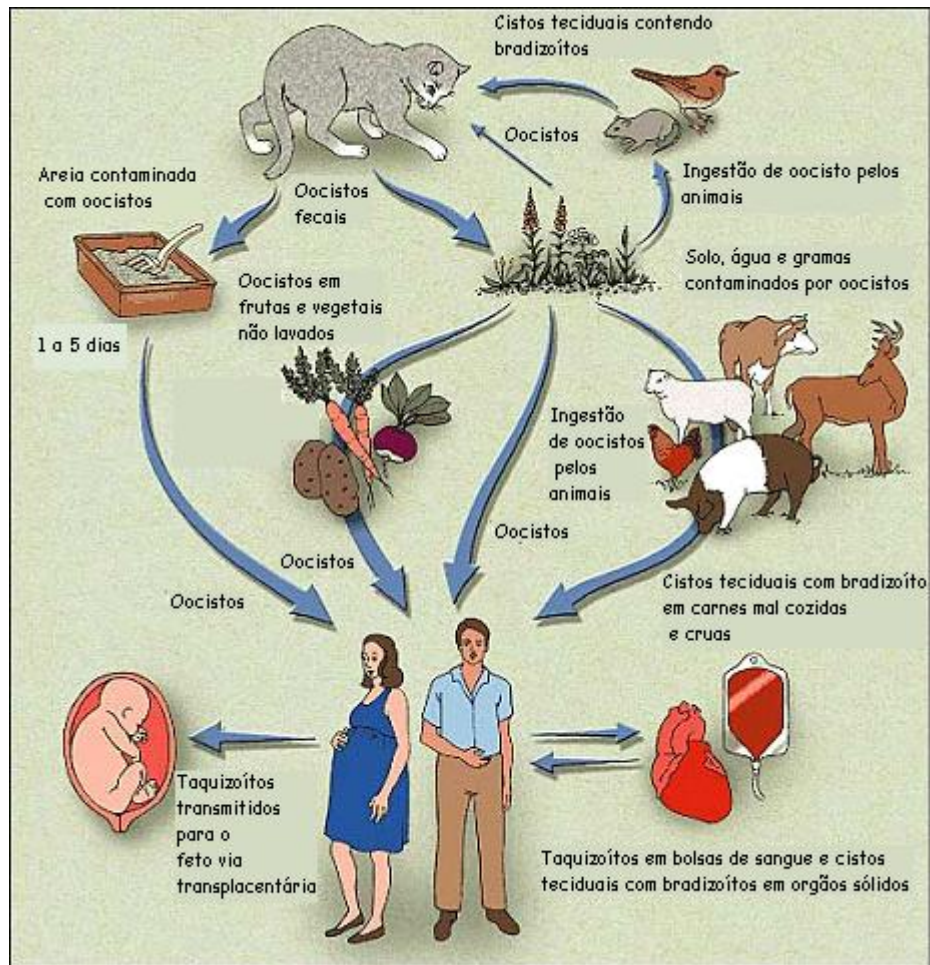 Cistos teciduais contendo
bradizoítos
Oocistos
Ingestão de oocisto pelos
animais
Areia contaminada
com oocistos
Oocistos
fecais
Solo, água e gramas
contaminados por oocistos
Oocistos em
frutas e vegetais
não lavados
1 a 5 dias
Ingestão
de oocistos
pelos
animais
Oocistos
Oocistos
Oocistos
Cistos teciduais com bradizoíto
em carnes mal cozidas
e cruas
Taquizoítos
transmitidos
para o
feto via
transplacentária
Taquizoítos em bolsas de sangue e cistos
teciduais com bradizoítos em orgãos sólidos